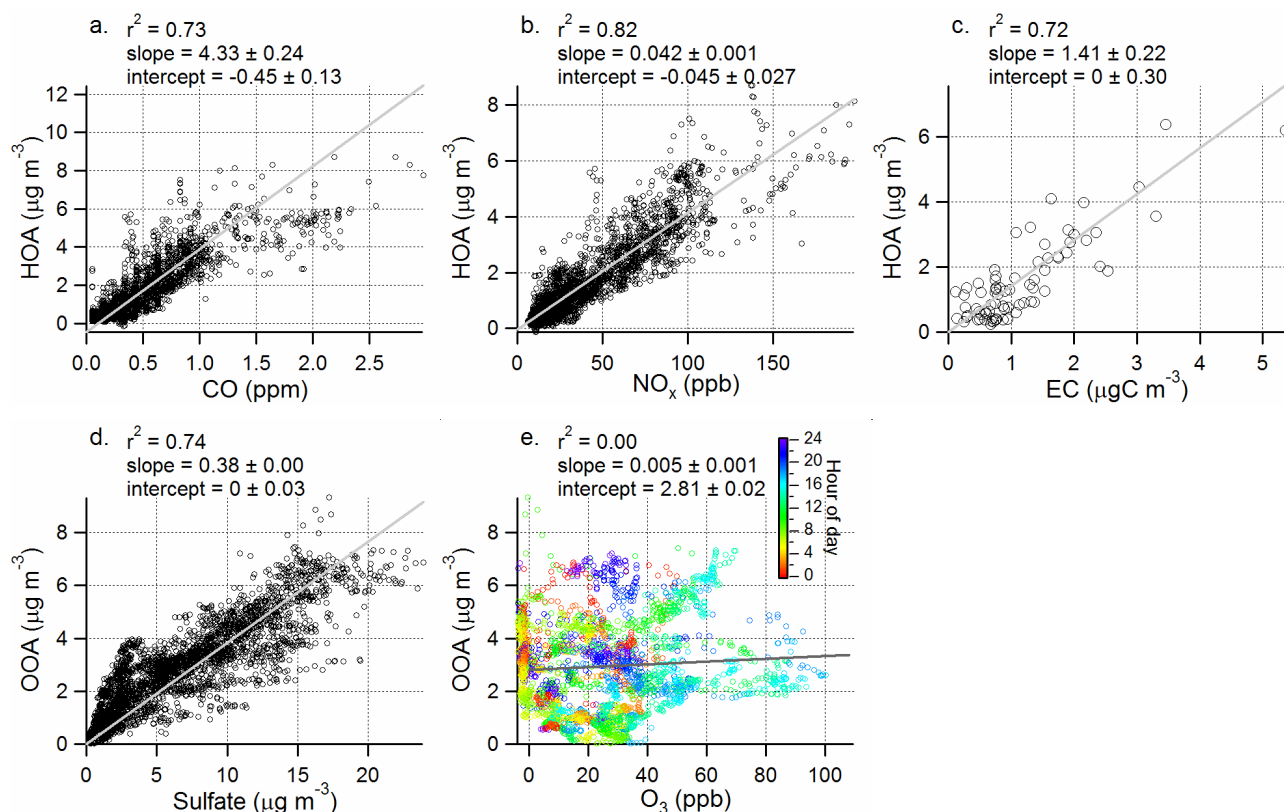 a. r² = 0.73
slope = 4.33 ± 0.24
intercept = -0.45 ± 0.13
HOA (µg m⁻³)
12
10
8
6
4
2
0
0.0 0.5 1.0 1.5 2.0 2.5
CO (ppm)
b. r² = 0.82
slope = 0.042 ± 0.001
intercept = -0.045 ± 0.027
HOA (µg m⁻³)
8
6
4
2
0
0 50 100 150
NOₓ (ppb)
c. r² = 0.72
slope = 1.41 ± 0.22
intercept = 0 ± 0.30
HOA (µg m⁻³)
6
4
2
0
0 1 2 3 4 5
EC (µgC m⁻³)
d. r² = 0.74
slope = 0.38 ± 0.00
intercept = 0 ± 0.03
OOA (µg m⁻³)
8
6
4
2
0
0 5 10 15 20
Sulfate (µg m⁻³)
e. r² = 0.00
slope = 0.005 ± 0.001
intercept = 2.81 ± 0.02
OOA (µg m⁻³)
8
6
4
2
0
0 20 40 60 80 100
O₃ (ppb)
24
20
16
12
8
4
0
Hour of day